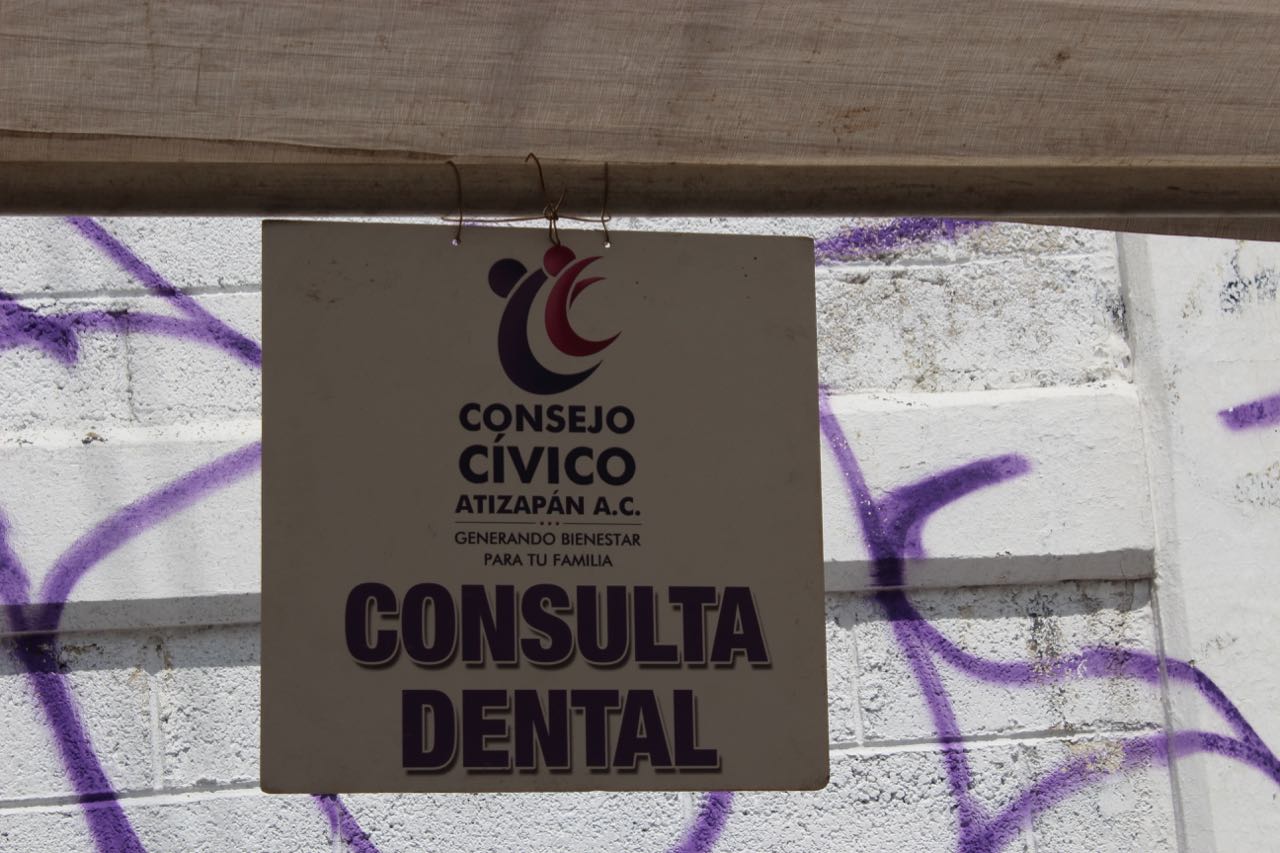 CONSEJO
CÍVICO
ATIZAPÁN A.C.
GENERANDO BIENESTAR
PARA TU FAMILIA
CONSULTA
DENTAL